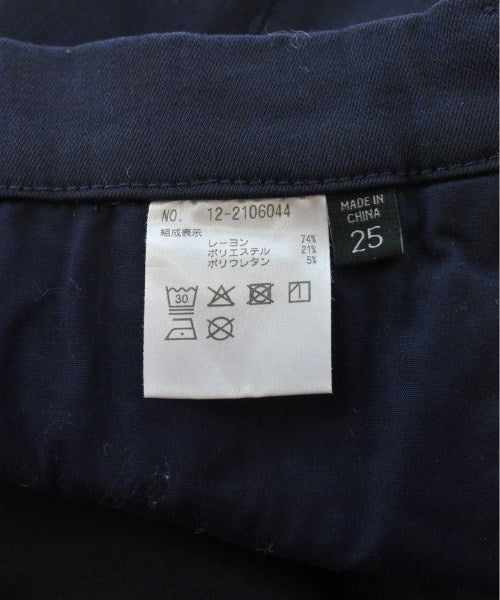 NO. 12-2106044
組成表示
レーヨン 74%
ポリエステル 21%
ポリウレタン 5%
30
MADE IN
CHINA
25